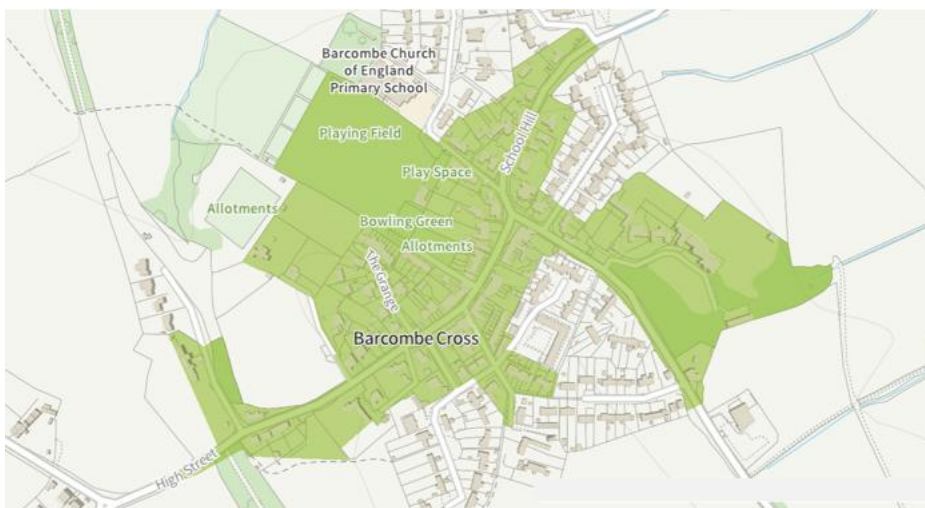 Barcombe Church
of England
Primary School
Playing Field
School Hill
Play Space
Allotments
Bowling Green
Allotments
The Grange
Barcombe Cross
High Street